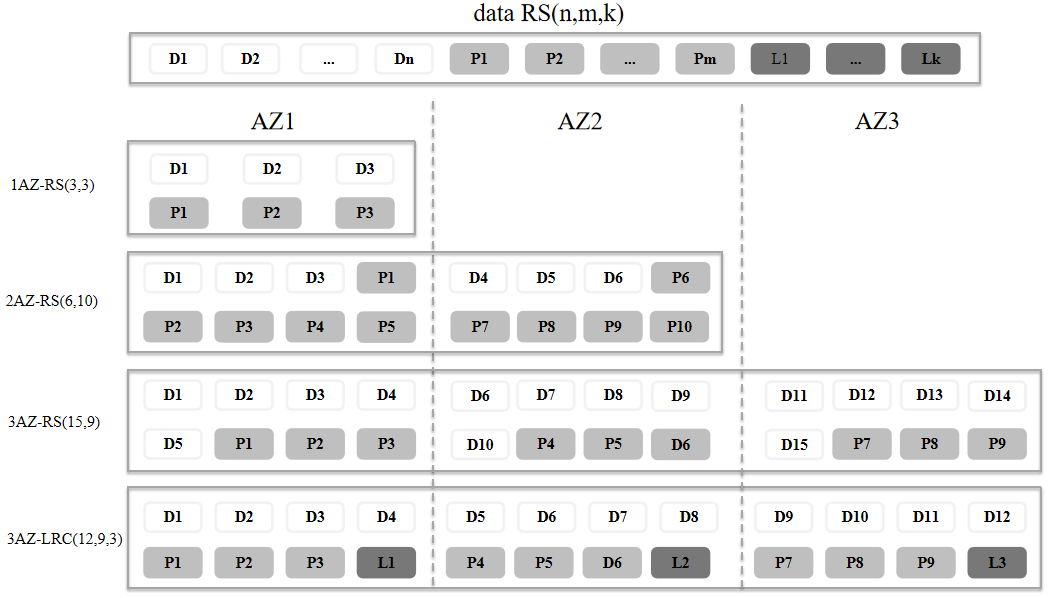 data RS(n,m,k)
D1 D2 ... Dn P1 P2 ... Pm L1 ... Lk
AZ1 AZ2 AZ3
D1 D2 D3
1AZ-RS(3,3)
P1 P2 P3
D1 D2 D3 P1 D4 D5 D6 P6
2AZ-RS(6,10)
P2 P3 P4 P5 P7 P8 P9 P10
D1 D2 D3 D4 D6 D7 D8 D9 D11 D12 D13 D14
3AZ-RS(15,9)
D5 P1 P2 P3 D10 P4 P5 D6 D15 P7 P8 P9
D1 D2 D3 D4 D5 D6 D7 D8 D9 D10 D11 D12
3AZ-LRC(12,9,3)
P1 P2 P3 L1 P4 P5 D6 L2 P7 P8 P9 L3